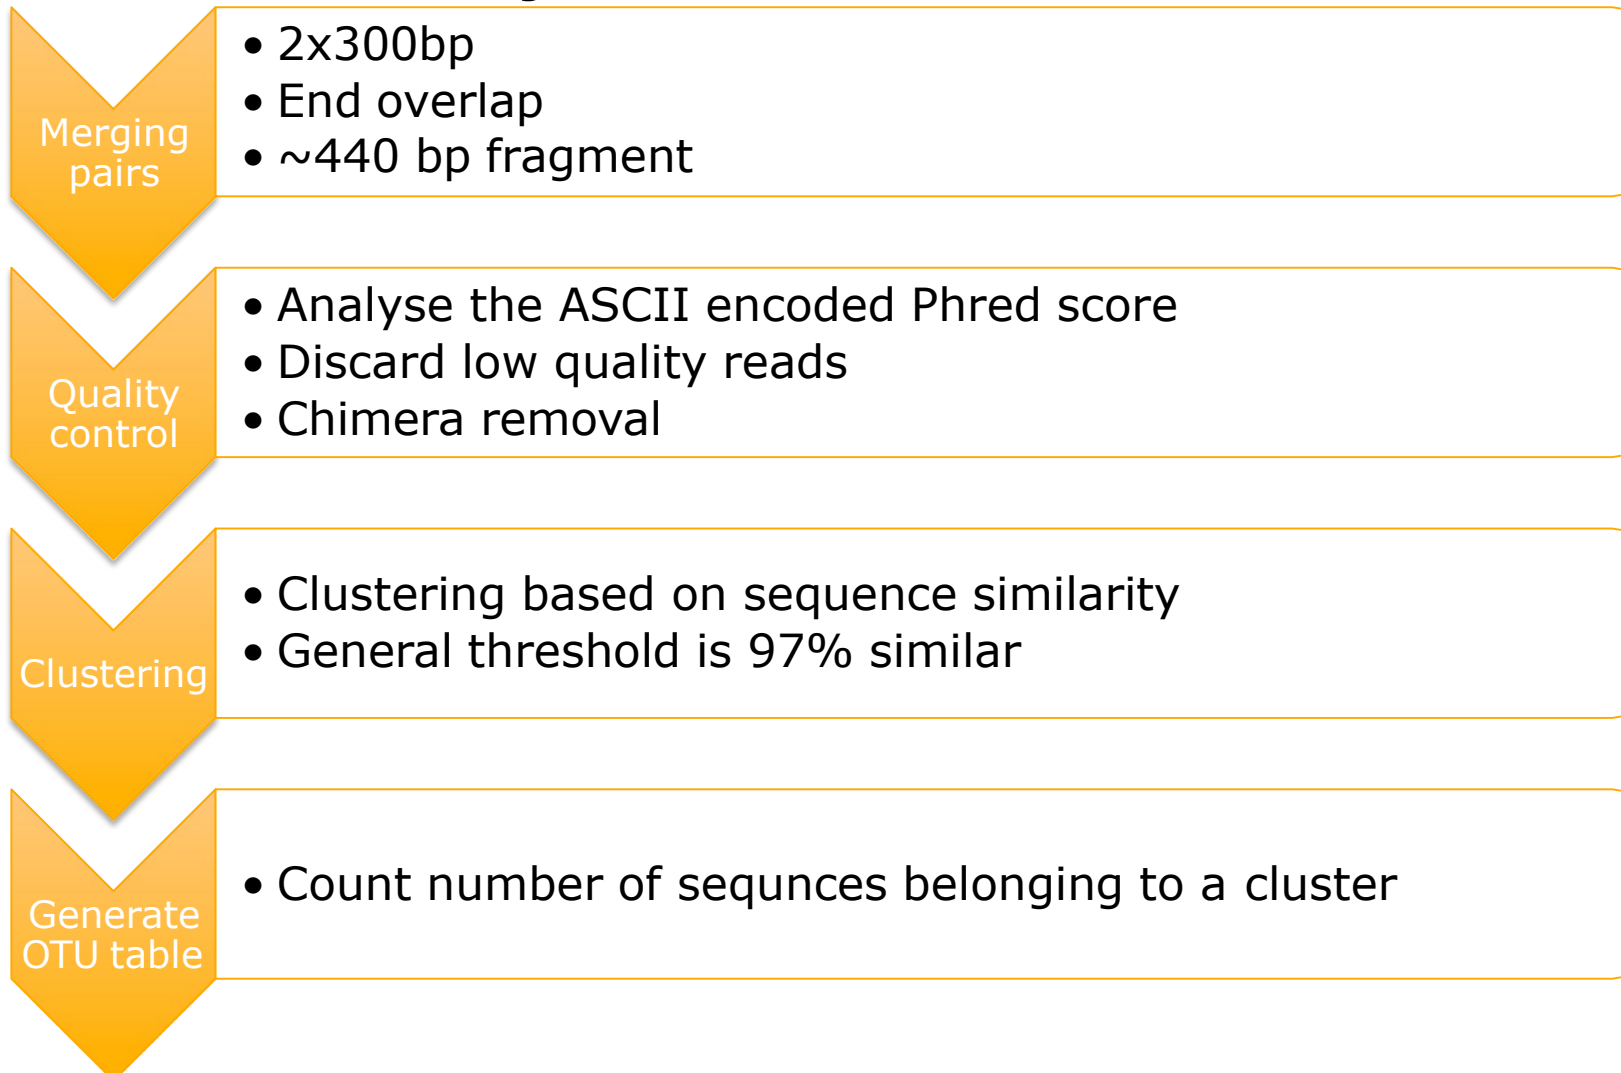 Merging
pairs
• 2x300bp
• End overlap
• ~440 bp fragment
Quality
control
• Analyse the ASCII encoded Phred score
• Discard low quality reads
• Chimera removal
Clustering
• Clustering based on sequence similarity
• General threshold is 97% similar
Generate
OTU table
• Count number of sequnces belonging to a cluster